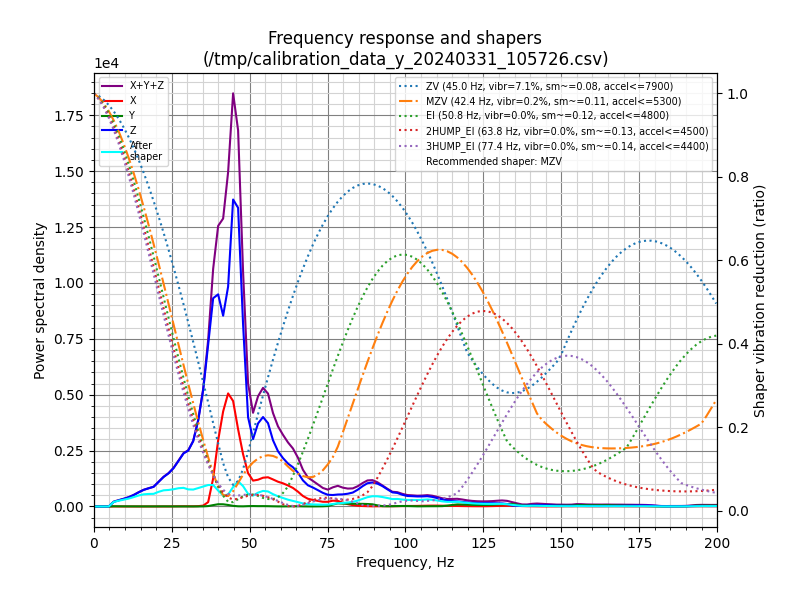 Frequency response and shapers
(/tmp/calibration_data_y_20240331_105726.csv)
1e4
X+Y+Z
X
Y
Z
After
shaper
ZV (45.0 Hz, vibr=7.1%, sm~=0.08, accel<=7900)
MZV (42.4 Hz, vibr=0.2%, sm~=0.11, accel<=5300)
EI (50.8 Hz, vibr=0.0%, sm~=0.12, accel<=4800)
2HUMP_EI (63.8 Hz, vibr=0.0%, sm~=0.13, accel<=4500)
3HUMP_EI (77.4 Hz, vibr=0.0%, sm~=0.14, accel<=4400)
Recommended shaper: MZV
1.75
1.50
1.25
1.00
0.75
0.50
0.25
0.00
Power spectral density
1.0
0.8
0.6
0.4
0.2
0.0
Shaper vibration reduction (ratio)
0 25 50 75 100 125 150 175 200
Frequency, Hz